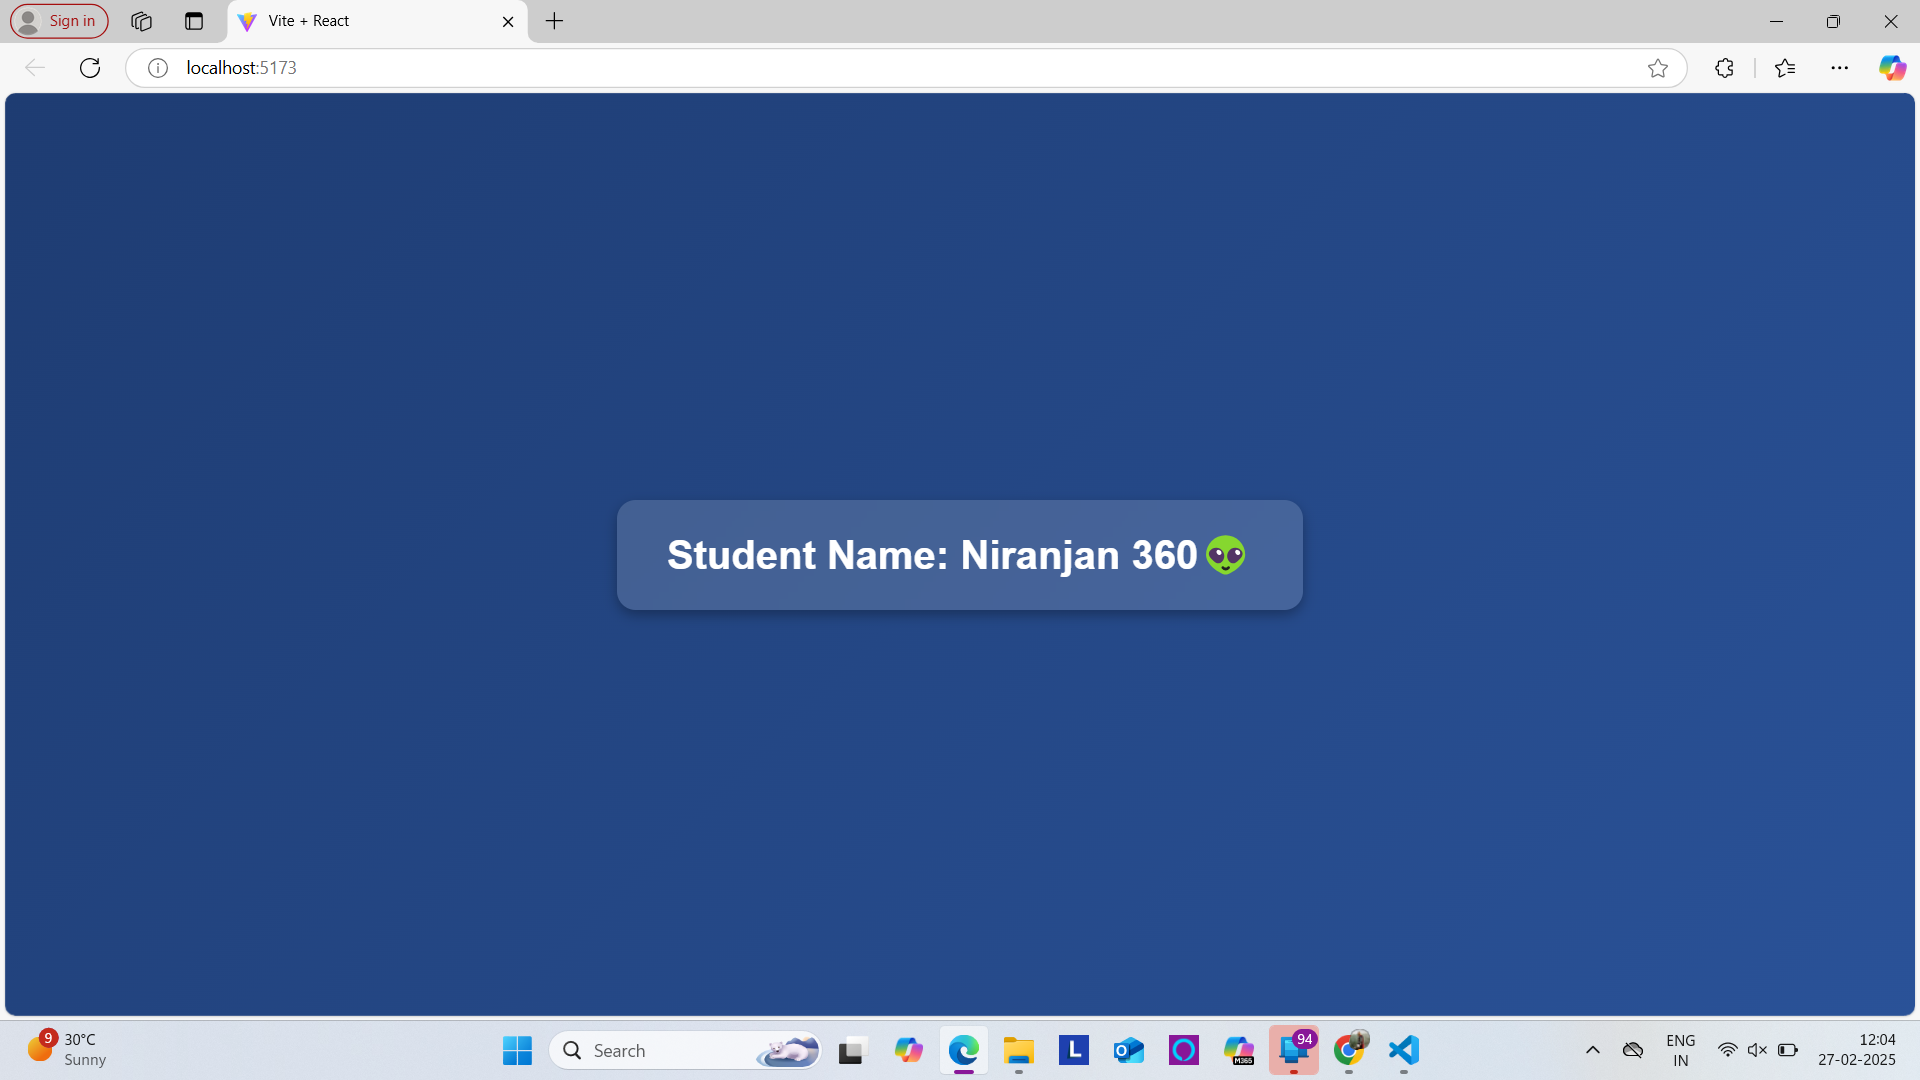 Sign in
Vite + React
localhost:5173
Student Name: Niranjan 360👽
9
30°C
Sunny
Search
L
O
M365
94
ENG
IN
12:04
27-02-2025